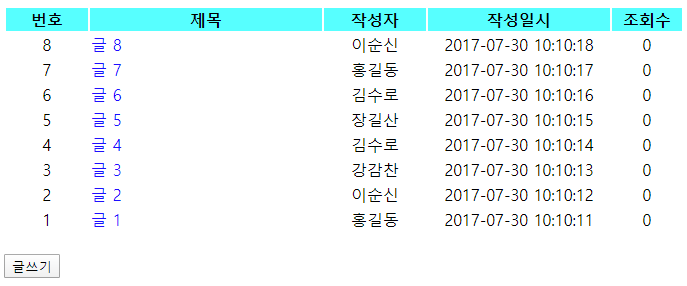 번호 제목 작성자 작성일시 조회수
8 글 8 이순신 2017-07-30 10:10:18 0
7 글 7 홍길동 2017-07-30 10:10:17 0
6 글 6 김수로 2017-07-30 10:10:16 0
5 글 5 장길산 2017-07-30 10:10:15 0
4 글 4 김수로 2017-07-30 10:10:14 0
3 글 3 강감찬 2017-07-30 10:10:13 0
2 글 2 이순신 2017-07-30 10:10:12 0
1 글 1 홍길동 2017-07-30 10:10:11 0
글쓰기